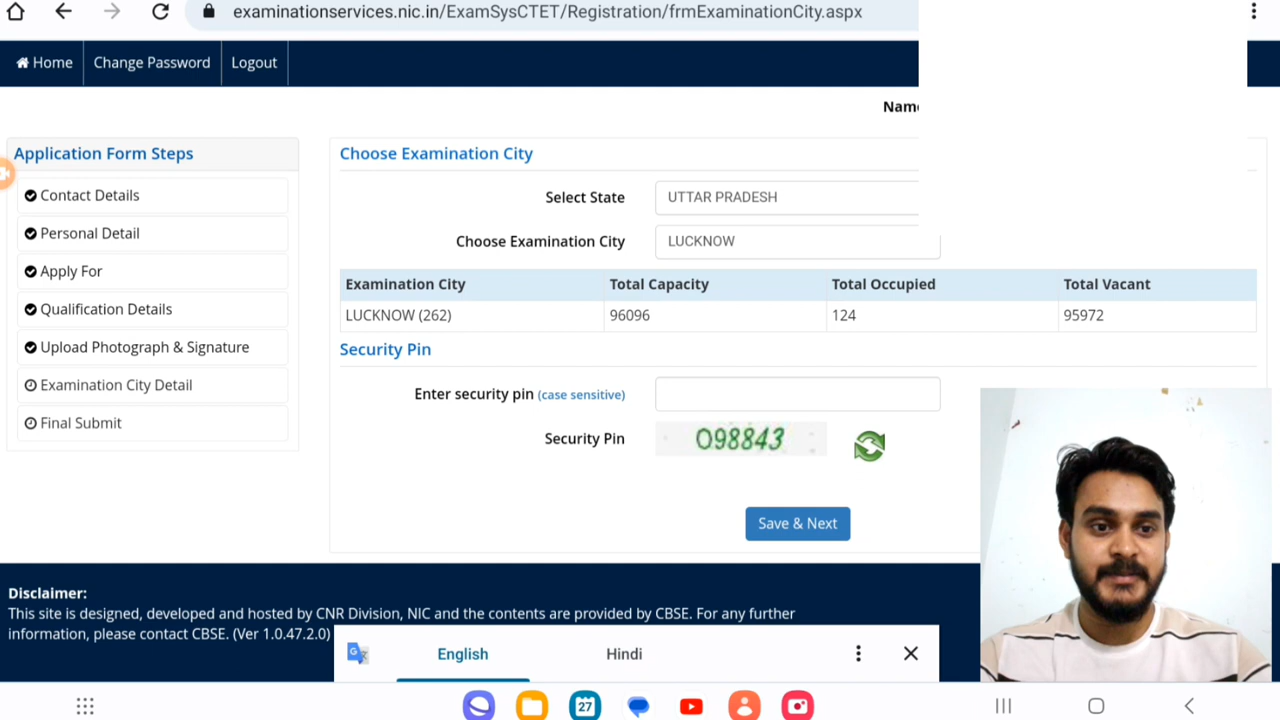 examinationservices.nic.in/ExamSysCTET/Registration/frmExaminationCity.aspx
Home
Change Password
Logout
Name
Application Form Steps
Contact Details
Personal Detail
Apply For
Qualification Details
Upload Photograph & Signature
Examination City Detail
Final Submit
Choose Examination City
Select State
UTTAR PRADESH
Choose Examination City
LUCKNOW
Examination City Total Capacity Total Occupied Total Vacant
LUCKNOW (262) 96096 124 95972
Security Pin
Enter security pin (case sensitive)
Security Pin
098843
Save & Next
Disclaimer:
This site is designed, developed and hosted by CNR Division, NIC and the contents are provided by CBSE. For any further
information, please contact CBSE. (Ver 1.0.47.2.0)
English
Hindi
27